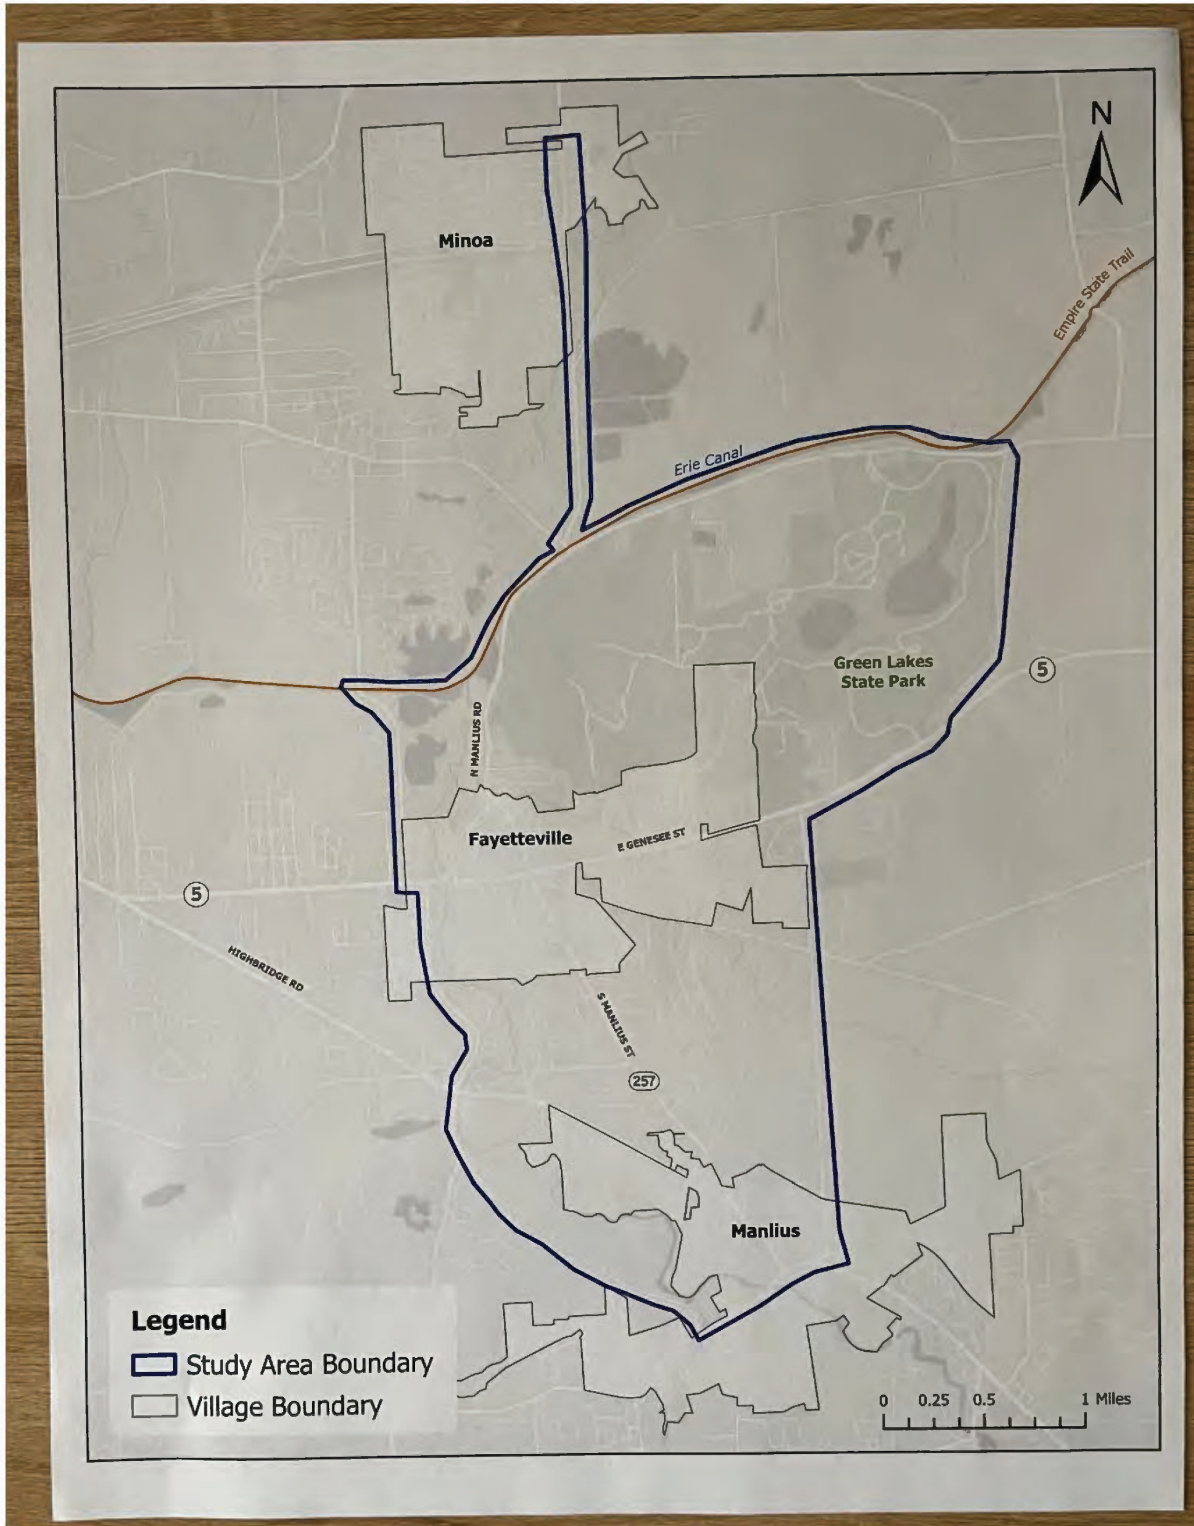 N
Minoa
Empire State Trail
Erie Canal
Green Lakes
State Park
5
N MANLIUS RD
Fayetteville
E GENESEE ST
5
HIGHBRIDGE RD
S MANLIUS ST
257
Manlius
Legend
Study Area Boundary
Village Boundary
0 0.25 0.5 1 Miles